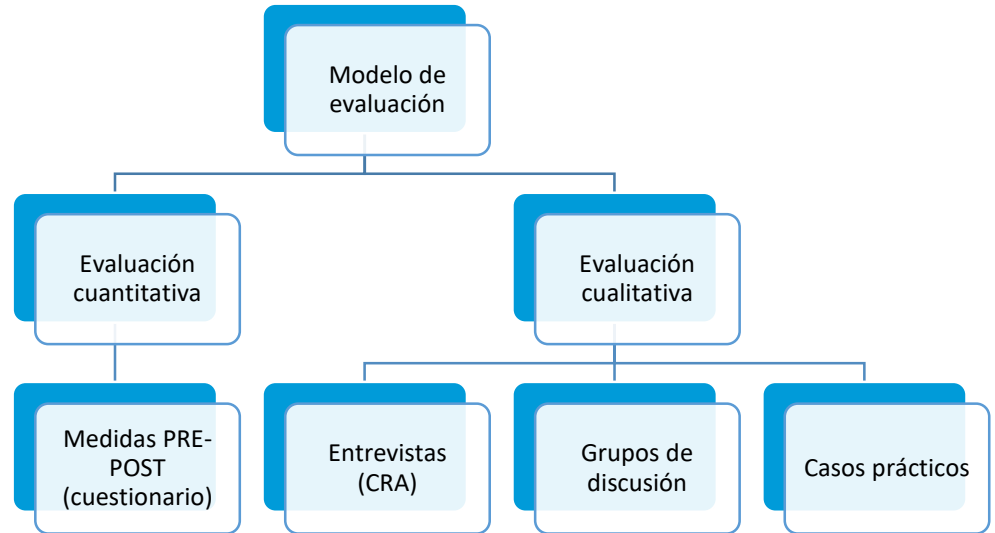 Modelo de
evaluación
Evaluación
cuantitativa
Evaluación
cualitativa
Medidas PRE-
POST
(cuestionario)
Entrevistas
(CRA)
Grupos de
discusión
Casos prácticos